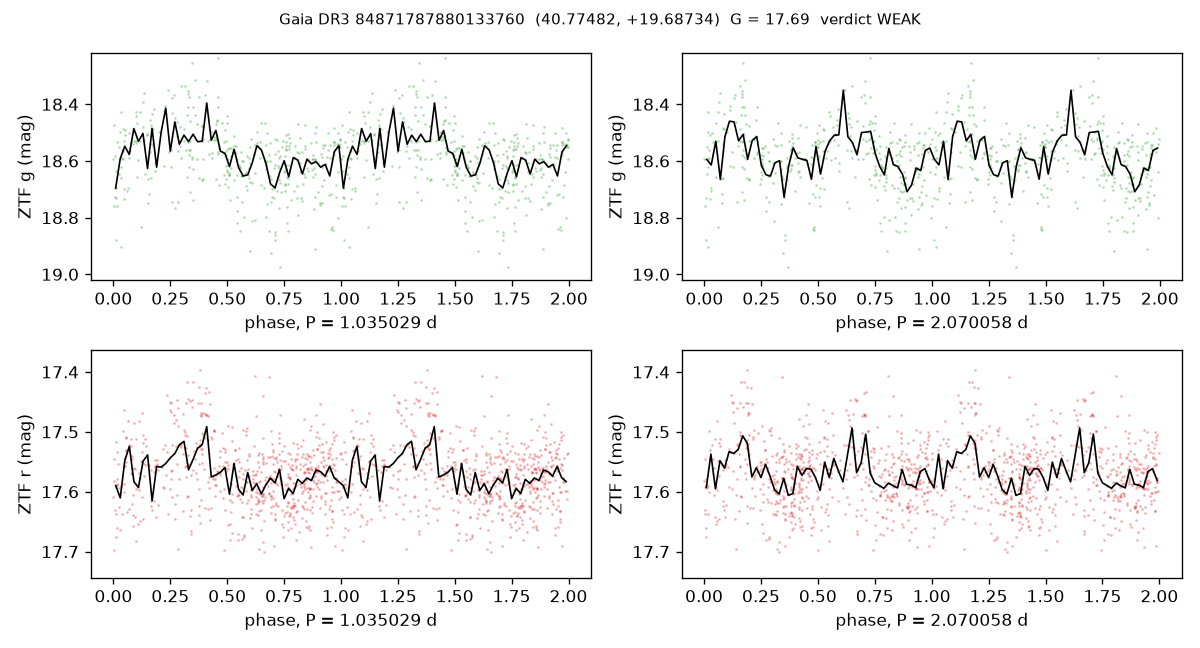 Gaia DR3 84871787880133760 (40.77482, +19.68734) G = 17.69 verdict WEAK
ZTF g (mag)
18.4
18.6
18.8
19.0
0.00 0.25 0.50 0.75 1.00 1.25 1.50 1.75 2.00
phase, P = 1.035029 d
ZTF g (mag)
18.4
18.6
18.8
19.0
0.00 0.25 0.50 0.75 1.00 1.25 1.50 1.75 2.00
phase, P = 2.070058 d
ZTF r (mag)
17.4
17.5
17.6
17.7
0.00 0.25 0.50 0.75 1.00 1.25 1.50 1.75 2.00
phase, P = 1.035029 d
ZTF r (mag)
17.4
17.5
17.6
17.7
0.00 0.25 0.50 0.75 1.00 1.25 1.50 1.75 2.00
phase, P = 2.070058 d